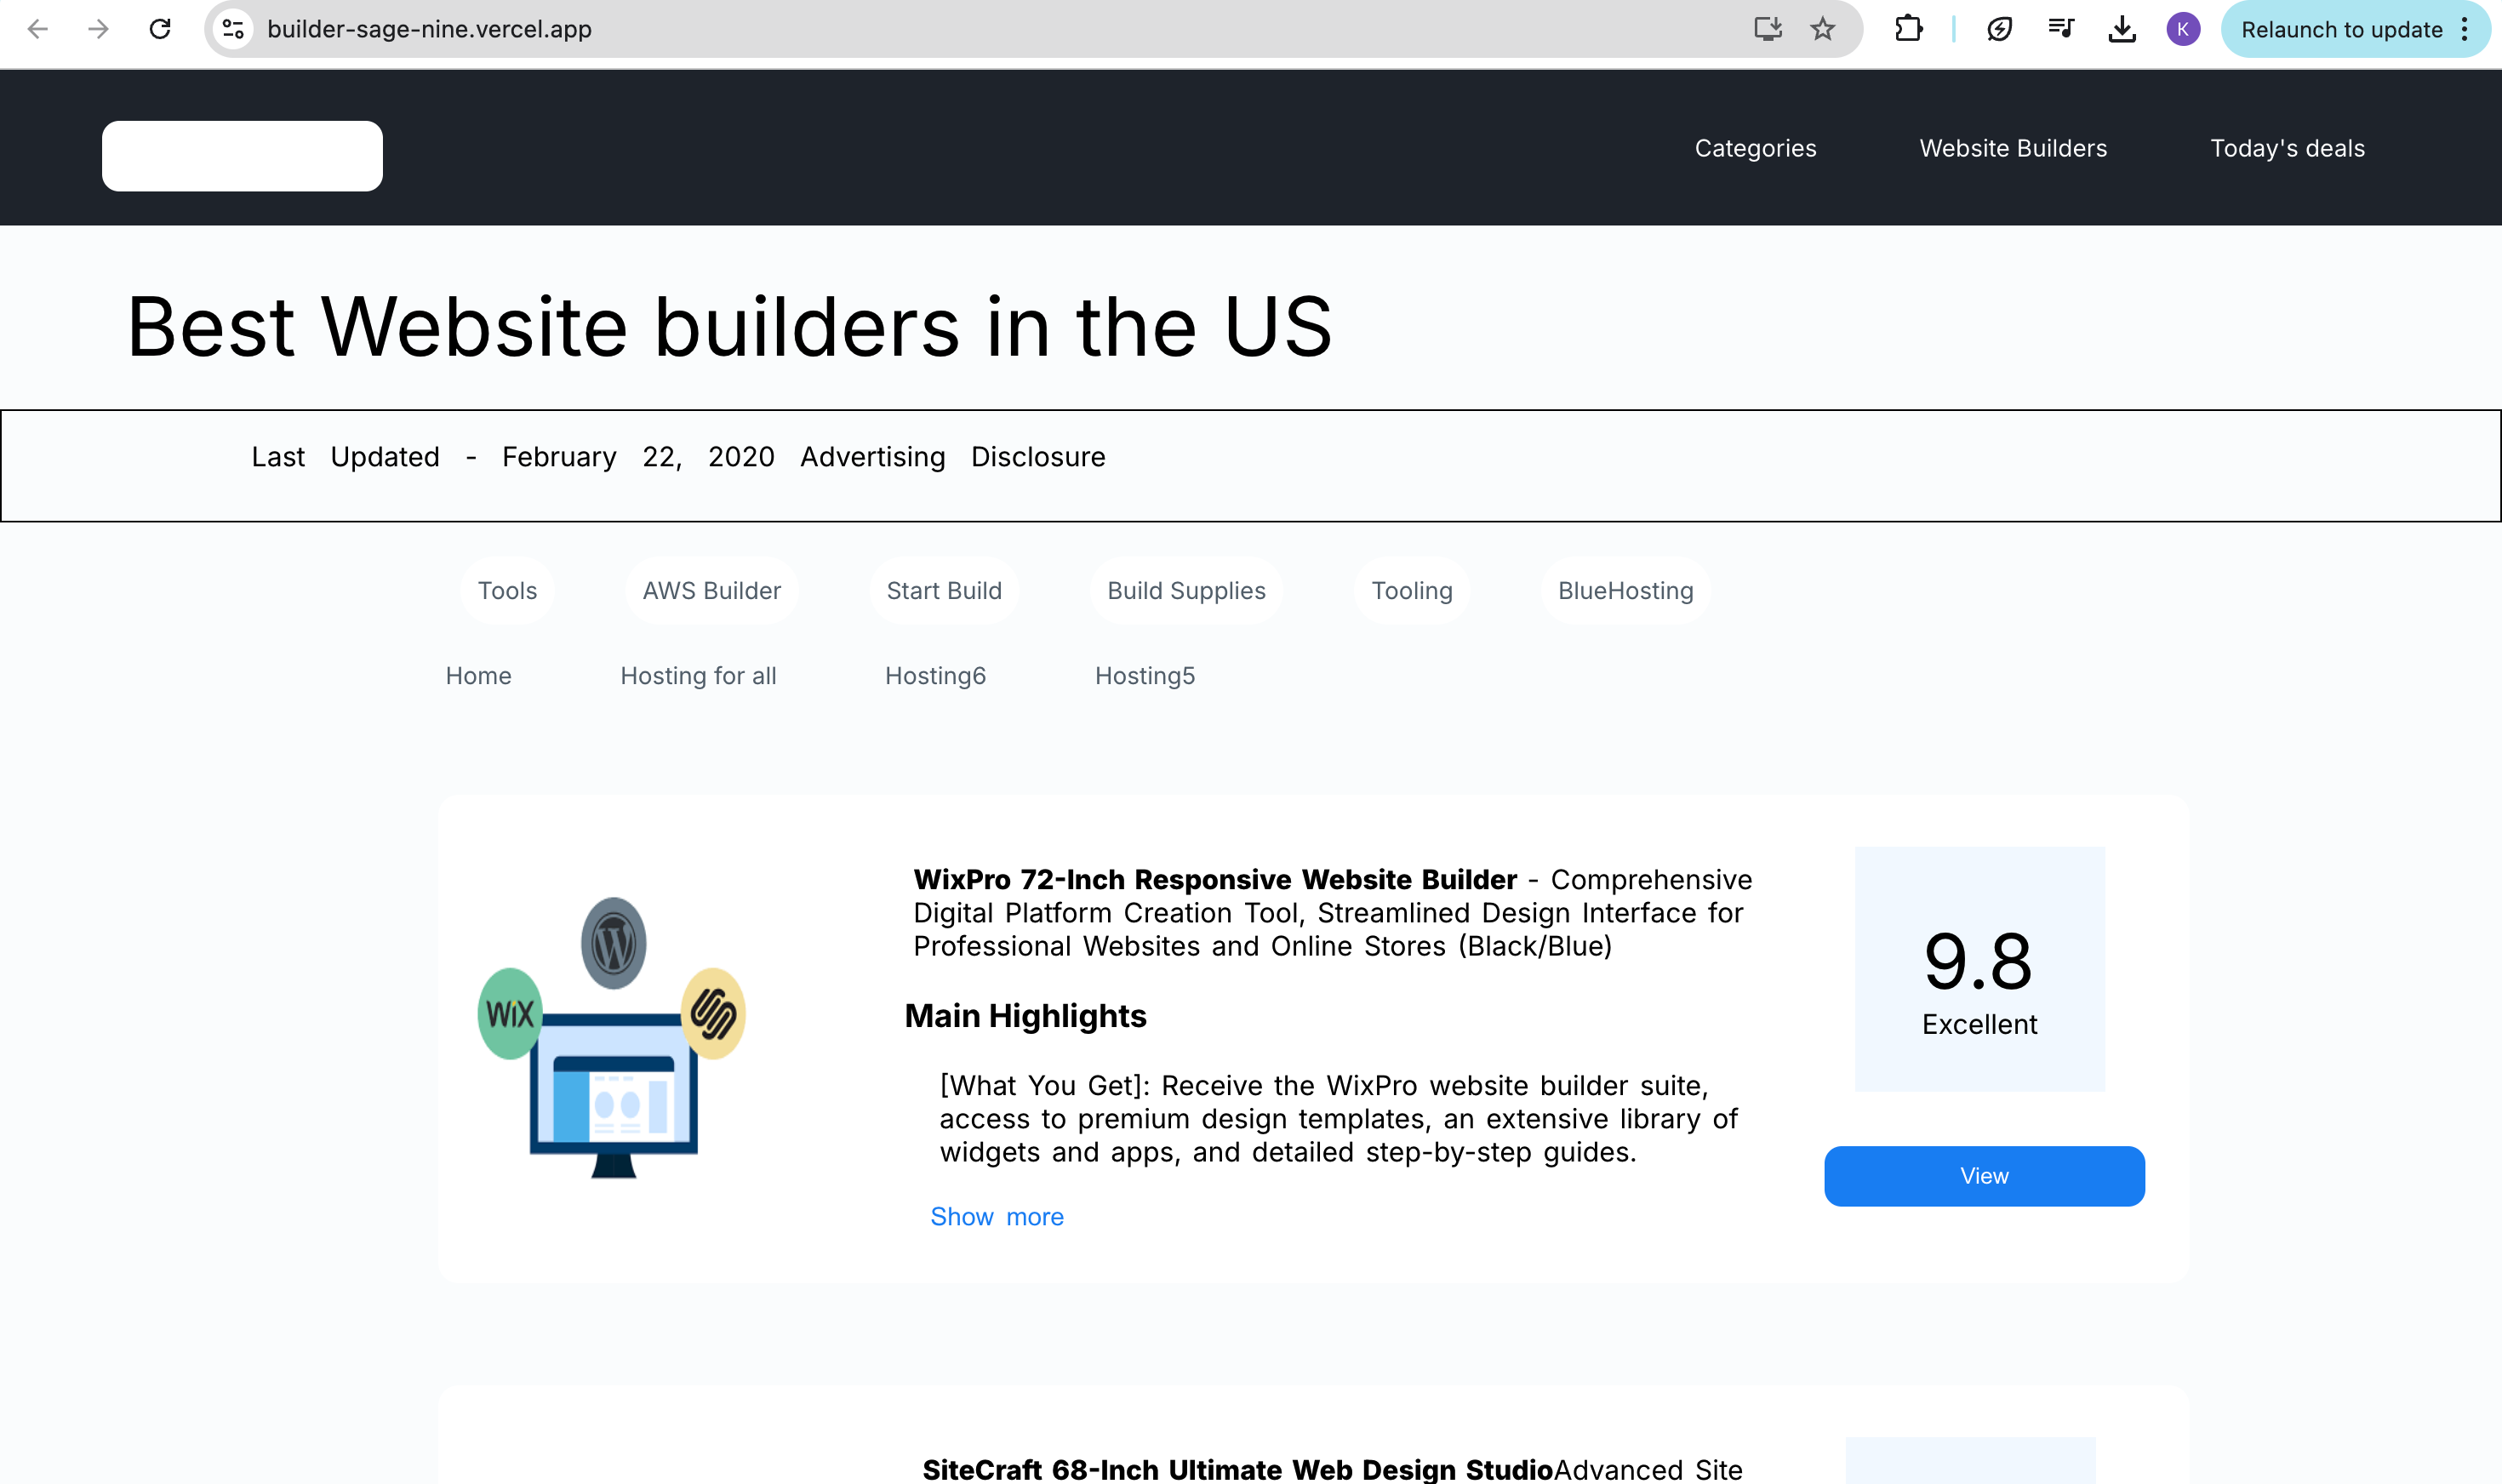 builder-sage-nine.vercel.app
K
Relaunch to update
Categories Website Builders Today's deals
Best Website builders in the US
Last Updated - February 22, 2020 Advertising Disclosure
Tools AWS Builder Start Build Build Supplies Tooling BlueHosting
Home Hosting for all Hosting6 Hosting5
W
WiX
WixPro 72-Inch Responsive Website Builder - Comprehensive
Digital Platform Creation Tool, Streamlined Design Interface for
Professional Websites and Online Stores (Black/Blue)
Main Highlights
[What You Get]: Receive the WixPro website builder suite,
access to premium design templates, an extensive library of
widgets and apps, and detailed step-by-step guides.
Show more
9.8
Excellent
View
SiteCraft 68-Inch Ultimate Web Design StudioAdvanced Site